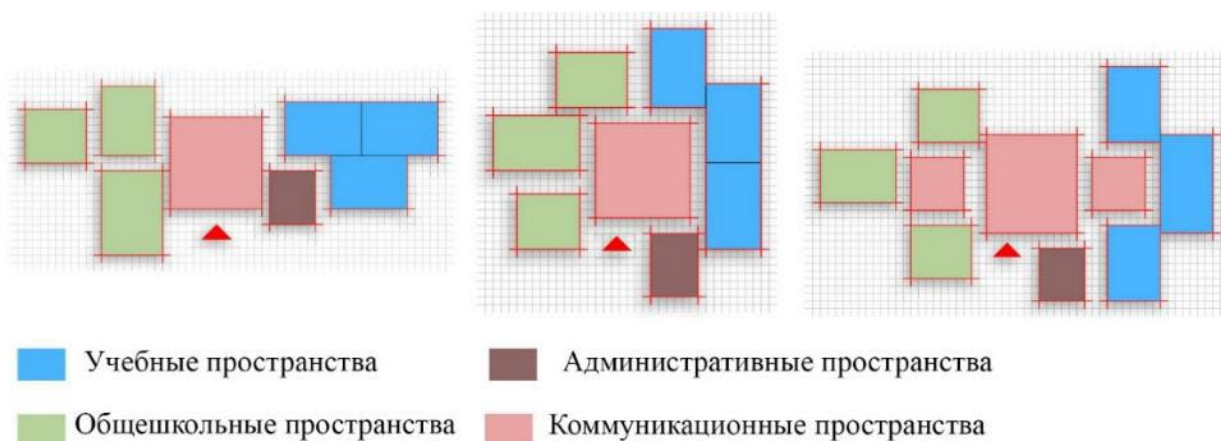 Учебные пространства
Административные пространства
Общешкольные пространства
Коммуникационные пространства